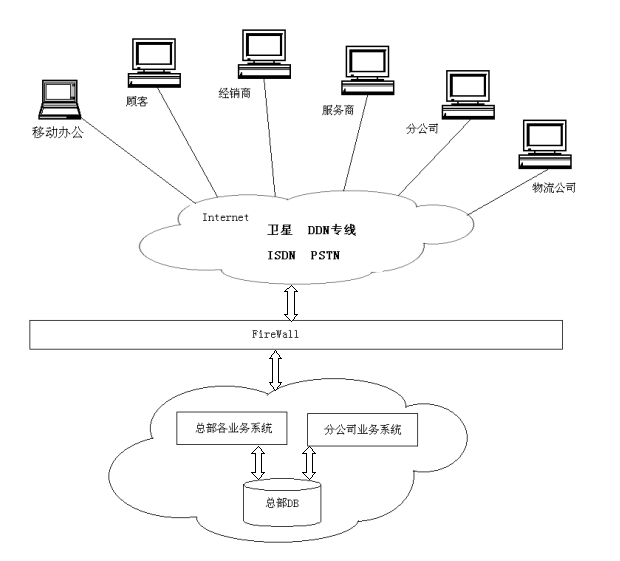 移动办公
顾客
经销商
服务商
分公司
物流公司
Internet
卫星 DDN专线
ISDN PSTN
FireWall
总部各业务系统
分公司业务系统
总部DB